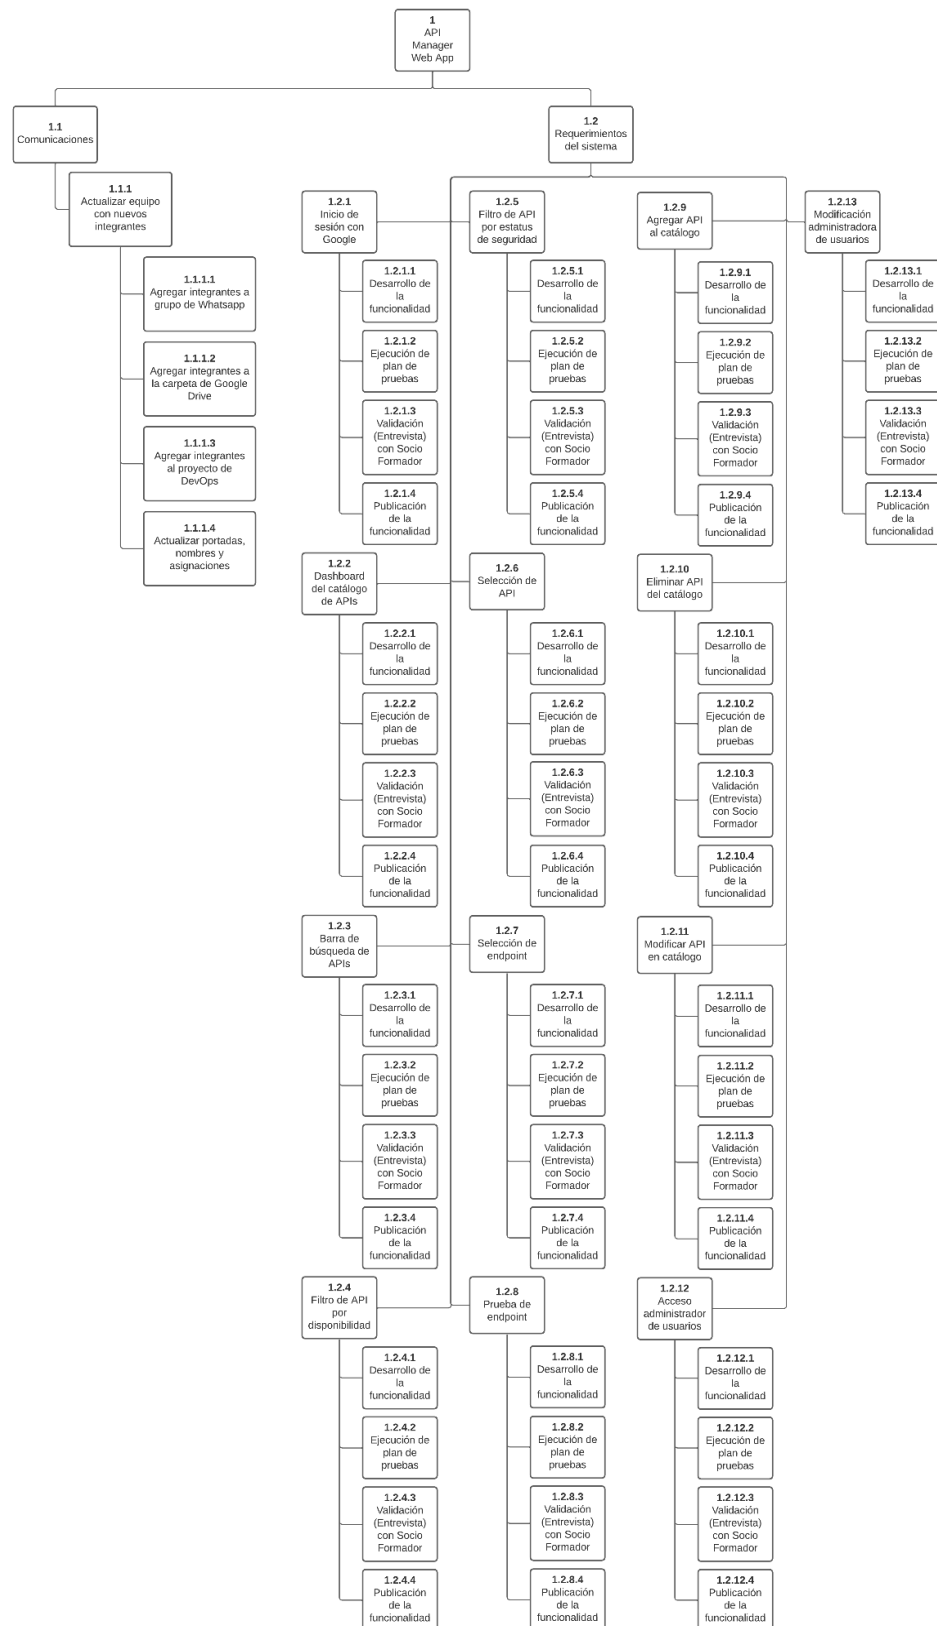 1
API
Manager
Web App
1.1
Comunicaciones
1.2
Requerimientos
del sistema
1.1.1
Actualizar equipo
con nuevos
integrantes
1.1.1.1
Agregar integrantes a
grupo de Whatsapp
1.1.1.2
Agregar integrantes a
la carpeta de Google
Drive
1.1.1.3
Agregar integrantes
al proyecto de
DevOps
1.1.1.4
Actualizar portadas,
nombres y
asignaciones
1.2.1
Inicio de
sesión con
Google
1.2.1.1
Desarrollo de
la
funcionalidad
1.2.1.2
Ejecución de
plan de
pruebas
1.2.1.3
Validación
(Entrevista)
con Socio
Formador
1.2.1.4
Publicación
de la
funcionalidad
1.2.2
Dashboard
del catálogo
de APIs
1.2.2.1
Desarrollo de
la
funcionalidad
1.2.2.2
Ejecución de
plan de
pruebas
1.2.2.3
Validación
(Entrevista)
con Socio
Formador
1.2.2.4
Publicación
de la
funcionalidad
1.2.3
Barra de
búsqueda de
APIs
1.2.3.1
Desarrollo de
la
funcionalidad
1.2.3.2
Ejecución de
plan de
pruebas
1.2.3.3
Validación
(Entrevista)
con Socio
Formador
1.2.3.4
Publicación
de la
funcionalidad
1.2.4
Filtro de API
por
disponibilidad
1.2.4.1
Desarrollo de
la
funcionalidad
1.2.4.2
Ejecución de
plan de
pruebas
1.2.4.3
Validación
(Entrevista)
con Socio
Formador
1.2.4.4
Publicación
de la
funcionalidad
1.2.5
Filtro de API
por estatus
de seguridad
1.2.5.1
Desarrollo de
la
funcionalidad
1.2.5.2
Ejecución de
plan de
pruebas
1.2.5.3
Validación
(Entrevista)
con Socio
Formador
1.2.5.4
Publicación
de la
funcionalidad
1.2.6
Selección de
API
1.2.6.1
Desarrollo de
la
funcionalidad
1.2.6.2
Ejecución de
plan de
pruebas
1.2.6.3
Validación
(Entrevista)
con Socio
Formador
1.2.6.4
Publicación
de la
funcionalidad
1.2.7
Selección de
endpoint
1.2.7.1
Desarrollo de
la
funcionalidad
1.2.7.2
Ejecución de
plan de
pruebas
1.2.7.3
Validación
(Entrevista)
con Socio
Formador
1.2.7.4
Publicación
de la
funcionalidad
1.2.8
Prueba de
endpoint
1.2.8.1
Desarrollo de
la
funcionalidad
1.2.8.2
Ejecución de
plan de
pruebas
1.2.8.3
Validación
(Entrevista)
con Socio
Formador
1.2.8.4
Publicación
de la
funcionalidad
1.2.9
Agregar API
al catálogo
1.2.9.1
Desarrollo de
la
funcionalidad
1.2.9.2
Ejecución de
plan de
pruebas
1.2.9.3
Validación
(Entrevista)
con Socio
Formador
1.2.9.4
Publicación
de la
funcionalidad
1.2.10
Eliminar API
del catálogo
1.2.10.1
Desarrollo de
la
funcionalidad
1.2.10.2
Ejecución de
plan de
pruebas
1.2.10.3
Validación
(Entrevista)
con Socio
Formador
1.2.10.4
Publicación
de la
funcionalidad
1.2.11
Modificar API
en catálogo
1.2.11.1
Desarrollo de
la
funcionalidad
1.2.11.2
Ejecución de
plan de
pruebas
1.2.11.3
Validación
(Entrevista)
con Socio
Formador
1.2.11.4
Publicación
de la
funcionalidad
1.2.12
Acceso
administrador
de usuarios
1.2.12.1
Desarrollo de
la
funcionalidad
1.2.12.2
Ejecución de
plan de
pruebas
1.2.12.3
Validación
(Entrevista)
con Socio
Formador
1.2.12.4
Publicación
de la
funcionalidad
1.2.13
Modificación
administradora
de usuarios
1.2.13.1
Desarrollo de
la
funcionalidad
1.2.13.2
Ejecución de
plan de
pruebas
1.2.13.3
Validación
(Entrevista)
con Socio
Formador
1.2.13.4
Publicación
de la
funcionalidad